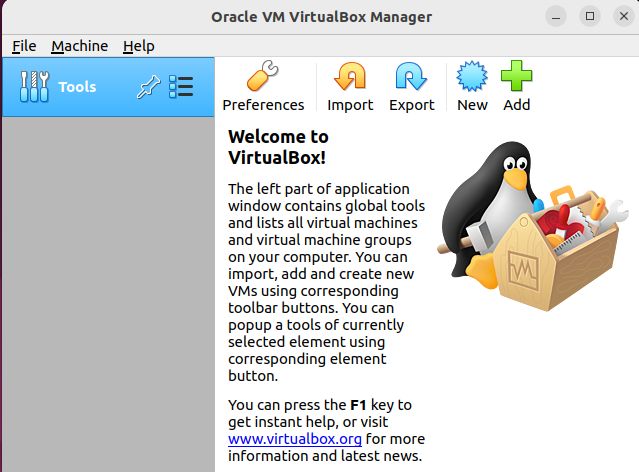 Oracle VM VirtualBox Manager
File Machine Help
Tools
Preferences Import Export New Add
Welcome to
VirtualBox!
The left part of application
window contains global tools
and lists all virtual machines
and virtual machine groups
on your computer. You can
import, add and create new
VMs using corresponding
toolbar buttons. You can
popup a tools of currently
selected element using
corresponding element
button.
You can press the F1 key to
get instant help, or visit
www.virtualbox.org for more
information and latest news.